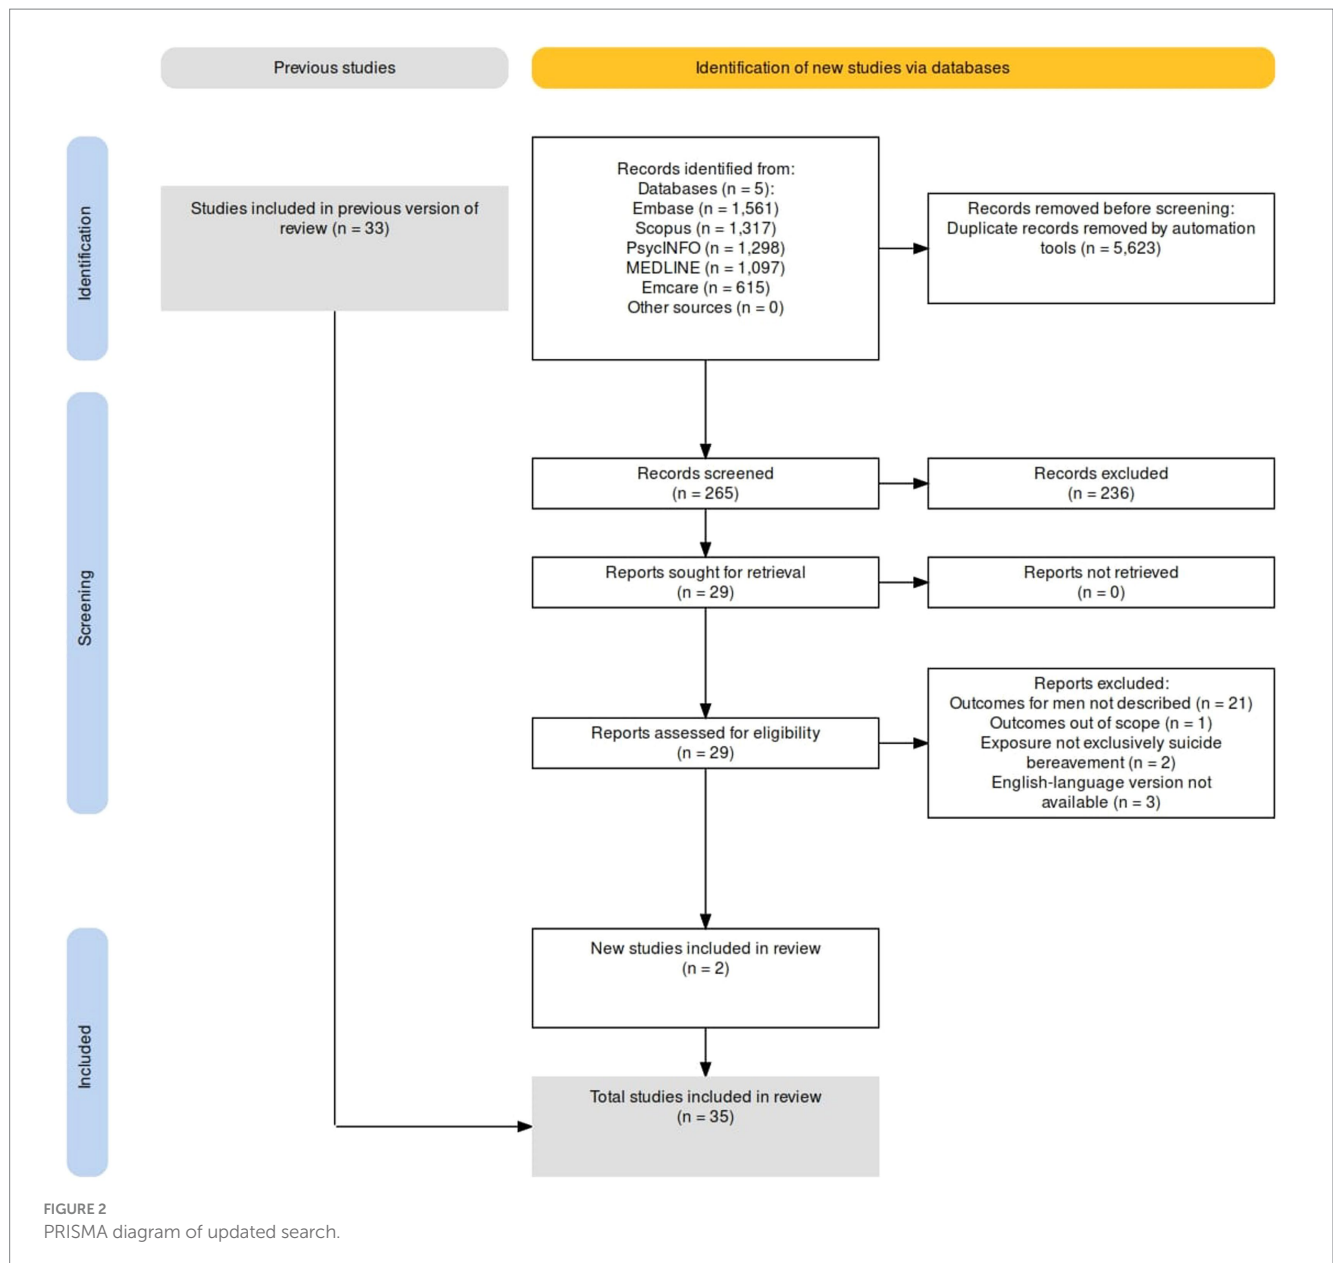 Previous studies
Identification of new studies via databases
Identification
Studies included in previous version of
review (n = 33)
Records identified from:
Databases (n = 5):
Embase (n = 1,561)
Scopus (n = 1,317)
PsycINFO (n = 1,298)
MEDLINE (n = 1,097)
Emcare (n = 615)
Other sources (n = 0)
Records removed before screening:
Duplicate records removed by automation
tools (n = 5,623)
Screening
Records screened
(n = 265)
Records excluded
(n = 236)
Reports sought for retrieval
(n = 29)
Reports not retrieved
(n = 0)
Reports assessed for eligibility
(n = 29)
Reports excluded:
Outcomes for men not described (n = 21)
Outcomes out of scope (n = 1)
Exposure not exclusively suicide
bereavement (n = 2)
English-language version not
available (n = 3)
Included
New studies included in review
(n = 2)
Total studies included in review
(n = 35)
FIGURE 2
PRISMA diagram of updated search.